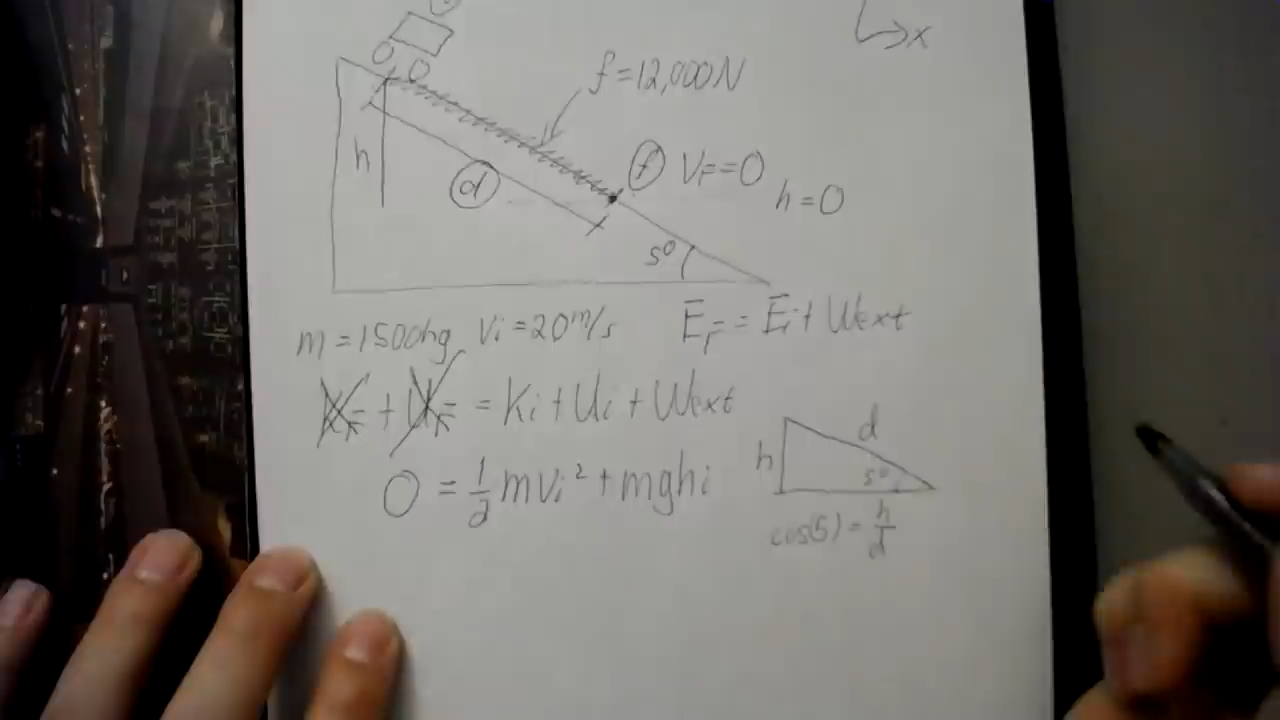 x
f=12,000N
h
d
f VF=0
h=0
5°
m=1500kg Vi=20m/s EF=Ei+Wext
KF+UF=Ki+Ui+Wext
0=1/2mvi²+mghi
h
d
5°
cos(5)=h/d